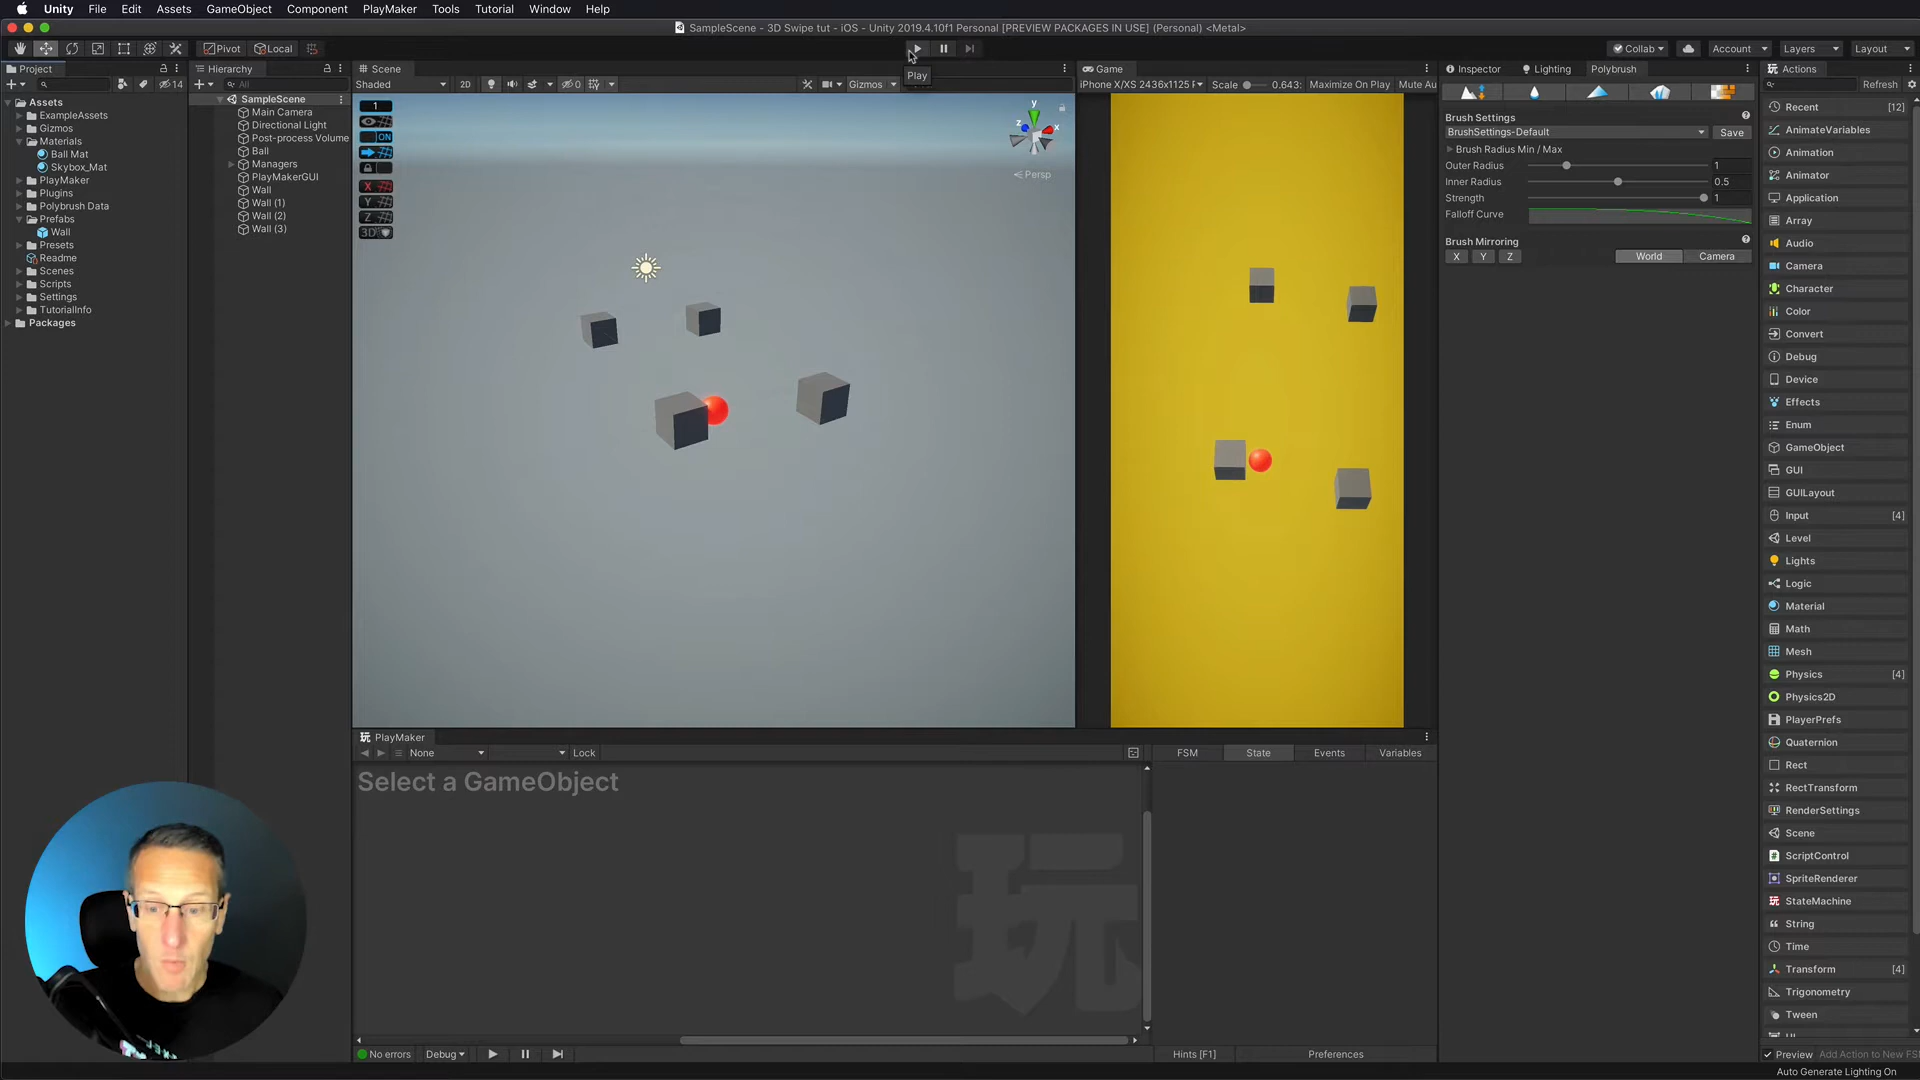 Unity File Edit Assets GameObject Component PlayMaker Tools Tutorial Window Help
SampleScene - 3D Swipe tut - iOS - Unity 2019.4.10f1 Personal [PREVIEW PACKAGES IN USE] (Personal) <Metal>
Pivot Local Collab Account Layers Layout
Play
Project
14
Assets
ExampleAssets
Gizmos
Materials
Ball Mat
Skybox_Mat
PlayMaker
Plugins
Polybrush Data
Prefabs
Wall
Presets
Readme
Scenes
Scripts
Settings
TutorialInfo
Packages
Hierarchy
All
SampleScene
Main Camera
Directional Light
Post-process Volume
Ball
Managers
PlayMakerGUI
Wall
Wall (1)
Wall (2)
Wall (3)
Scene
Shaded 2D 0 Gizmos
1
ON
X
Y
Z
3D
y
z x
Persp
Game
iPhone X/XS 2436x1125 Scale 0.643: Maximize On Play Mute Au
Inspector Lighting Polybrush
Brush Settings
BrushSettings-Default Save
Brush Radius Min / Max
Outer Radius 1
Inner Radius 0.5
Strength 1
Falloff Curve
Brush Mirroring
X Y Z World Camera
Actions
Refresh
Recent [12]
AnimateVariables
Animation
Animator
Application
Array
Audio
Camera
Character
Color
Convert
Debug
Device
Effects
Enum
GameObject
GUI
GUILayout
Input [4]
Level
Lights
Logic
Material
Math
Mesh
Physics [4]
Physics2D
PlayerPrefs
Quaternion
Rect
RectTransform
RenderSettings
Scene
ScriptControl
SpriteRenderer
StateMachine
String
Time
Transform [4]
Trigonometry
Tween
Preview Add Action to New FS
Auto Generate Lighting On
玩 PlayMaker
None Lock
FSM State Events Variables
Select a GameObject
玩
No errors Debug
Hints [F1] Preferences